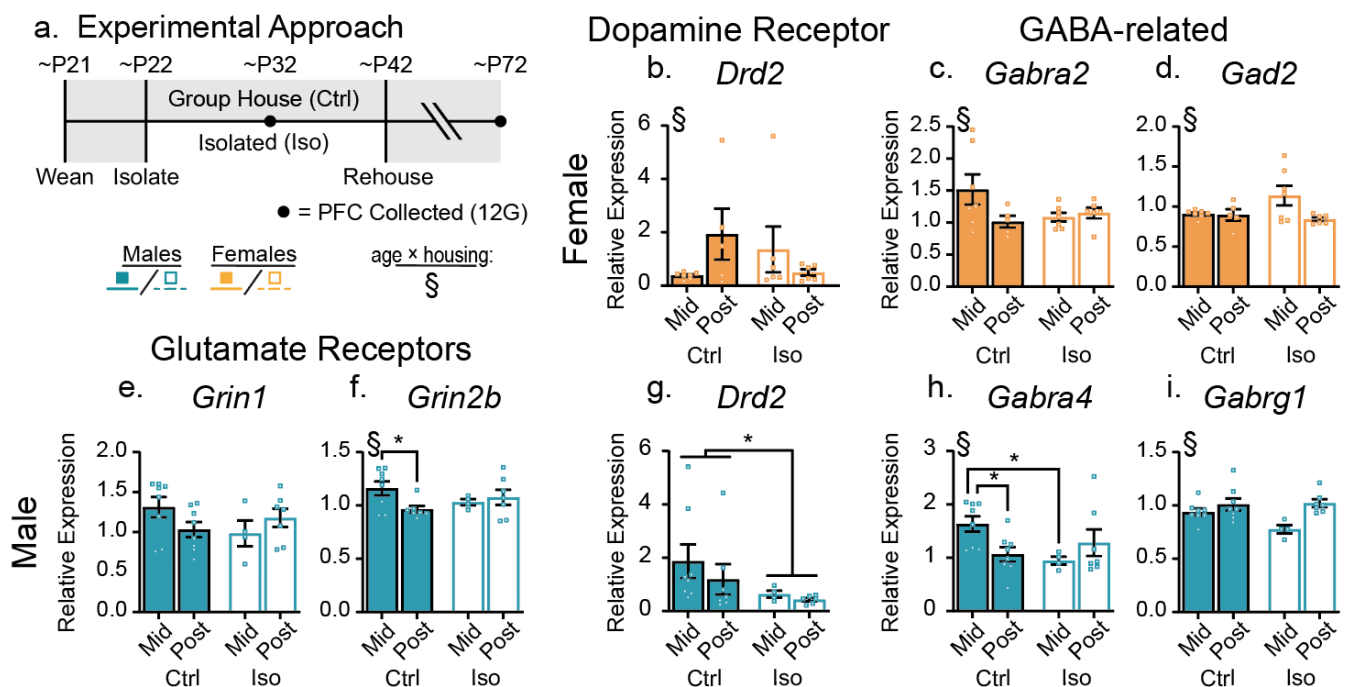 a. Experimental Approach
~P21 ~P22 ~P32 ~P42 ~P72
Group House (Ctrl)
Isolated (Iso)
Wean Isolate Rehouse
● = PFC Collected (12G)
Males Females age × housing:
/ / §
Dopamine Receptor GABA-related
Female
b. Drd2
Relative Expression
§
6
4
2
0
Mid Post Mid Post
Ctrl Iso
c. Gabra2
Relative Expression
§
2.5
2.0
1.5
1.0
0.5
0.0
Mid Post Mid Post
Ctrl Iso
d. Gad2
§
2.0
1.5
1.0
0.5
0.0
Mid Post Mid Post
Ctrl Iso
Glutamate Receptors
Male
e. Grin1
Relative Expression
2.0
1.5
1.0
0.5
0.0
Mid Post Mid Post
Ctrl Iso
f. Grin2b
§ *
1.5
1.0
0.5
0.0
Mid Post Mid Post
Ctrl Iso
g. Drd2
Relative Expression
*
6
4
2
0
Mid Post Mid Post
Ctrl Iso
h. Gabra4
Relative Expression
§ * *
3
2
1
0
Mid Post Mid Post
Ctrl Iso
i. Gabrg1
§
1.5
1.0
0.5
0.0
Mid Post Mid Post
Ctrl Iso